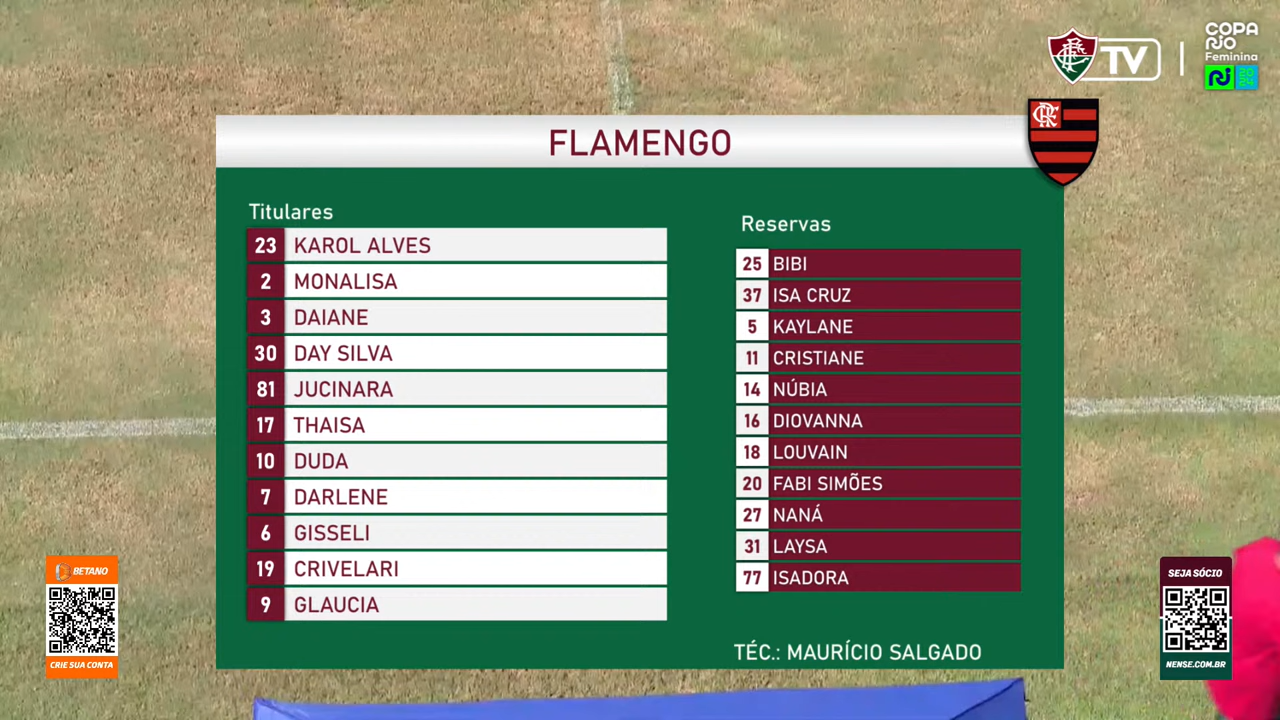 TV
COPA
RIO
Feminina
FLAMENGO
Titulares
23 KAROL ALVES
2 MONALISA
3 DAIANE
30 DAY SILVA
81 JUCINARA
17 THAISA
10 DUDA
7 DARLENE
6 GISSELI
19 CRIVELARI
9 GLAUCIA
Reservas
25 BIBI
37 ISA CRUZ
5 KAYLANE
11 CRISTIANE
14 NÚBIA
16 DIOVANNA
18 LOUVAIN
20 FABI SIMÕES
27 NANÁ
31 LAYSA
77 ISADORA
TÉC.: MAURÍCIO SALGADO
BETANO
CRIE SUA CONTA
SEJA SÓCIO
NENSE.COM.BR